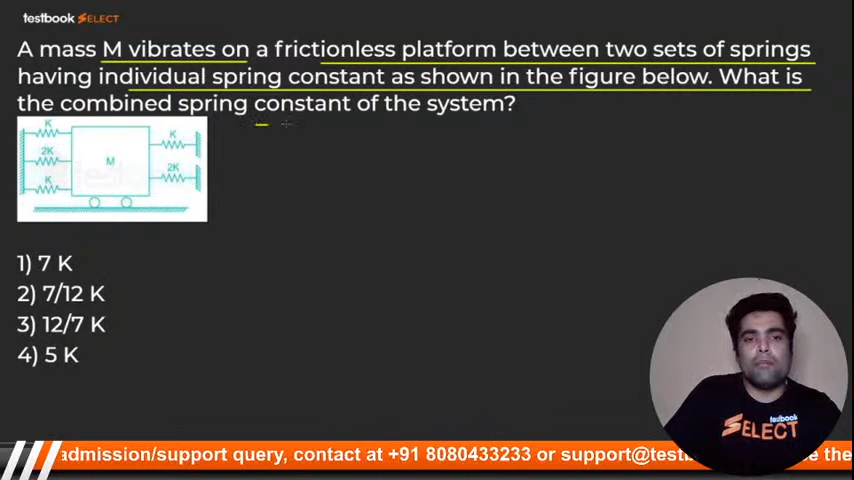 testbook SELECT
A mass M vibrates on a frictionless platform between two sets of springs
having individual spring constant as shown in the figure below. What is
the combined spring constant of the system?
K
K
2K
M
2K
K
1) 7 K
2) 7/12 K
3) 12/7 K
4) 5 K
testbook
SELECT
admission/support query, contact at +91 8080433233 or support@test
e the